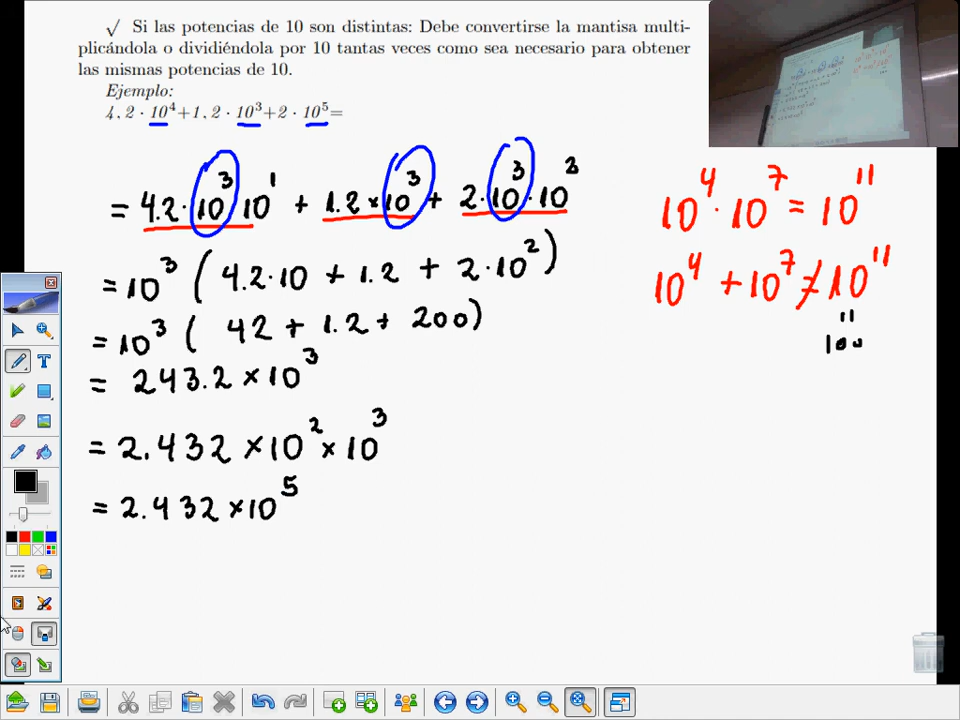 √ Si las potencias de 10 son distintas: Debe convertirse la mantisa multi-
plicándola o dividiéndola por 10 tantas veces como sea necesario para obtener
las mismas potencias de 10.
Ejemplo:
4,2 · 10⁴+1,2 · 10³+2 · 10⁵=
= 4.2·10³ 10¹ + 1.2×10³ + 2·10³·10²
= 10³ ( 4.2·10 + 1.2 + 2·10² )
= 10³ ( 42 + 1.2 + 200)
= 243.2 × 10³
= 2.432 × 10² × 10³
= 2.432 × 10⁵
10⁴ · 10⁷ = 10¹¹
10⁴ + 10⁷ ≠ 10¹¹
"
100
T